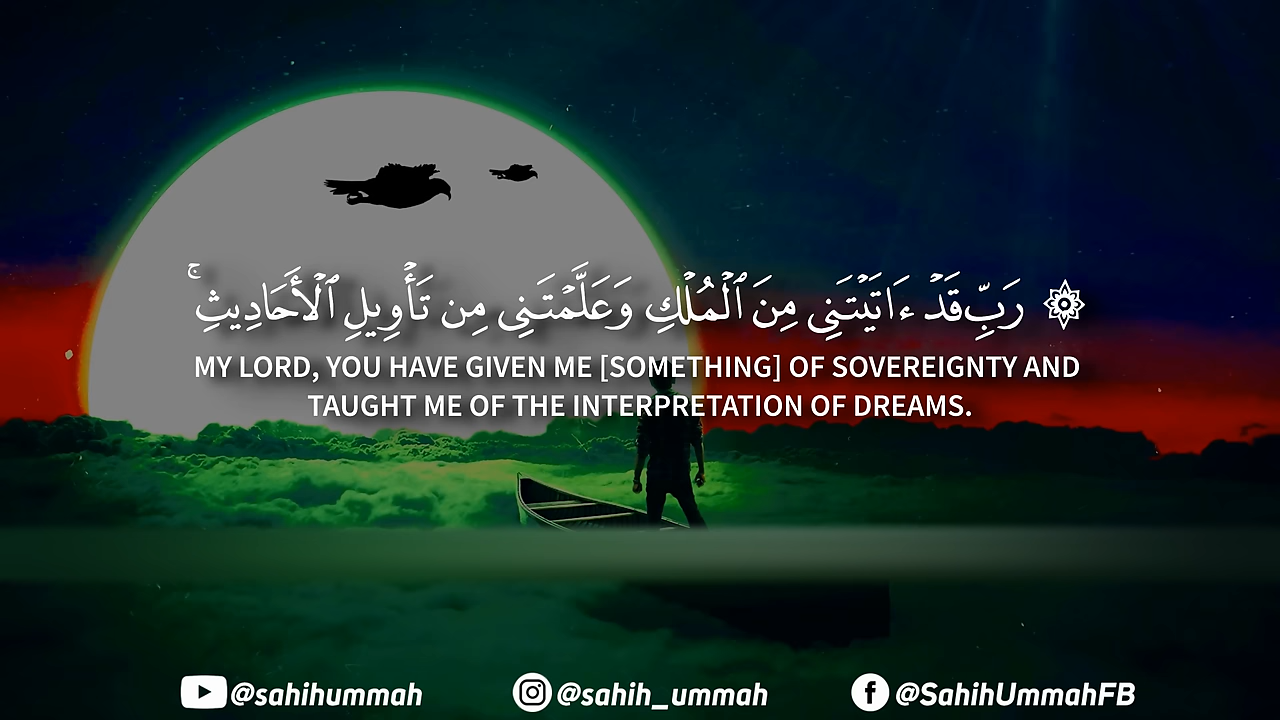 ۞ رَبِّ قَدۡ ءَاتَيۡتَنِي مِنَ ٱلۡمُلۡكِ وَعَلَّمۡتَنِي مِن تَأۡوِيلِ ٱلۡأَحَادِيثِۚ
MY LORD, YOU HAVE GIVEN ME [SOMETHING] OF SOVEREIGNTY AND
TAUGHT ME OF THE INTERPRETATION OF DREAMS.
@sahihummah @sahih_ummah @SahihUmmahFB